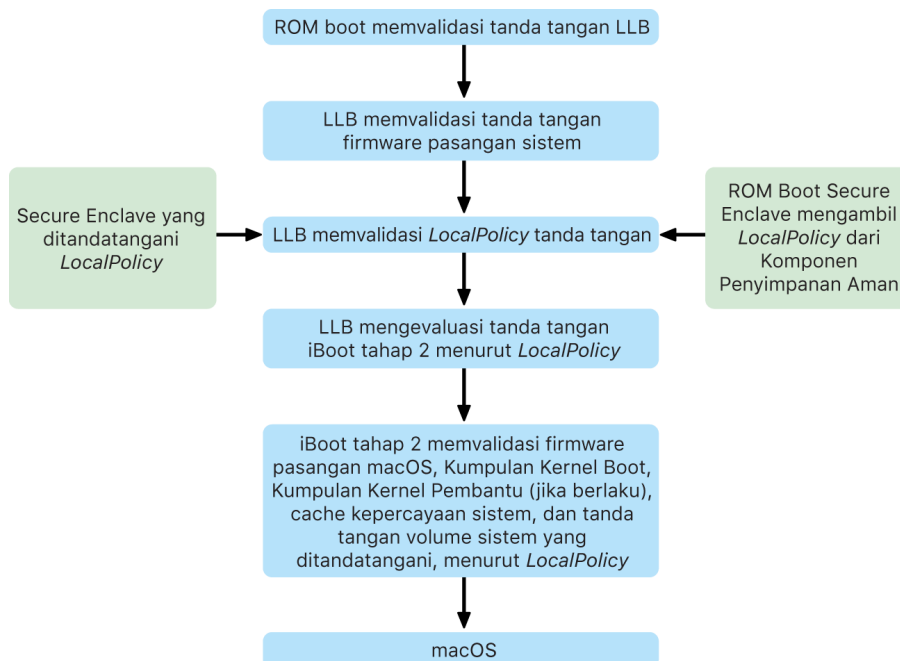 ROM boot memvalidasi tanda tangan LLB
LLB memvalidasi tanda tangan
firmware pasangan sistem
Secure Enclave yang
ditandatangani
LocalPolicy
LLB memvalidasi LocalPolicy tanda tangan
ROM Boot Secure
Enclave mengambil
LocalPolicy dari
Komponen
Penyimpanan Aman
LLB mengevaluasi tanda tangan
iBoot tahap 2 menurut LocalPolicy
iBoot tahap 2 memvalidasi firmware
pasangan macOS, Kumpulan Kernel Boot,
Kumpulan Kernel Pembantu (jika berlaku),
cache kepercayaan sistem, dan tanda
tangan volume sistem yang
ditandatangani, menurut LocalPolicy
macOS